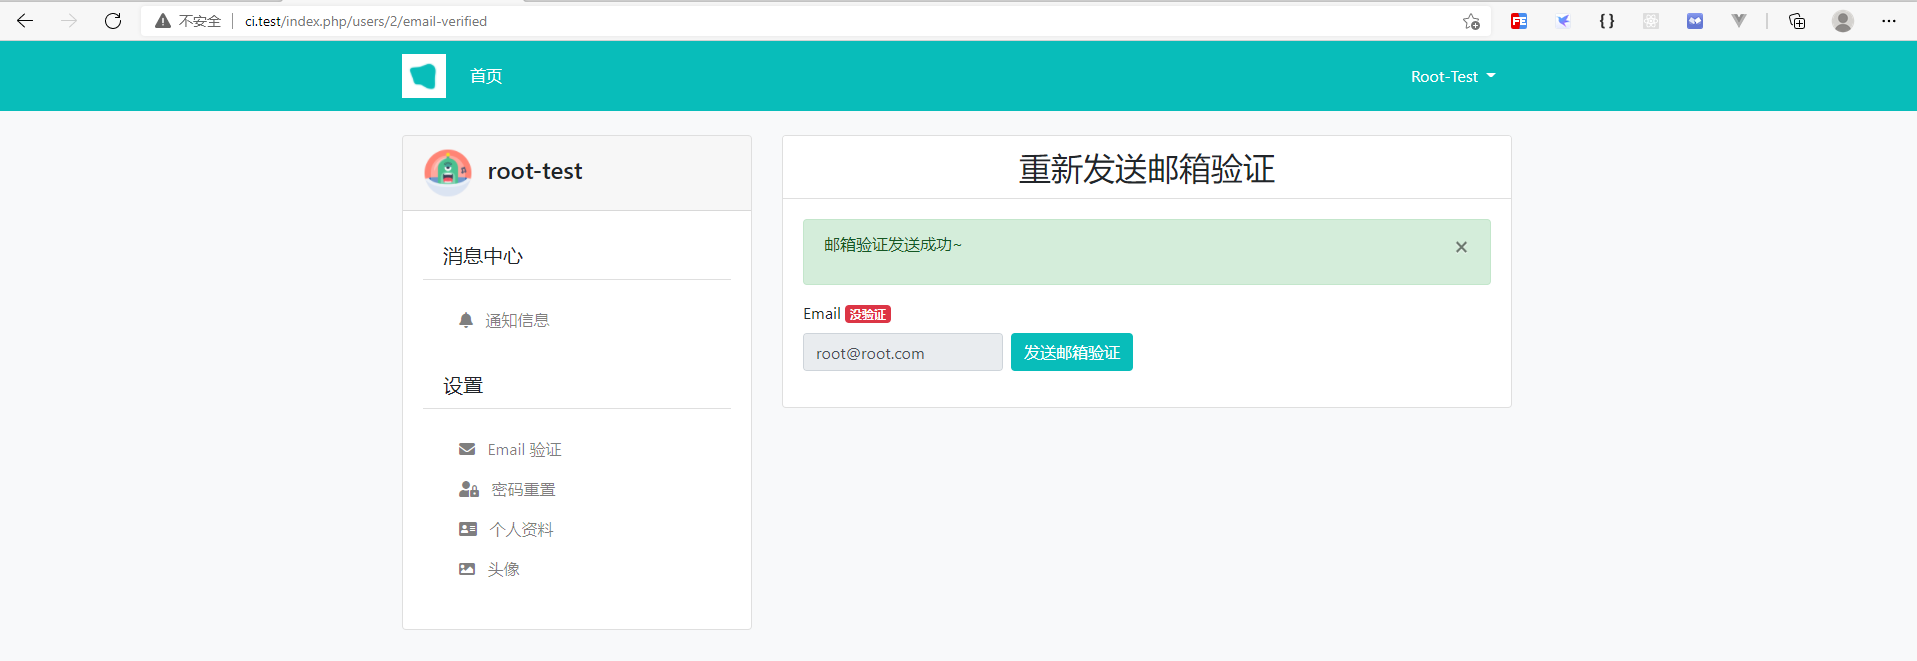 不安全 ci.test/index.php/users/2/email-verified
首页
Root-Test
root-test
消息中心
通知信息
设置
Email 验证
密码重置
个人资料
头像
重新发送邮箱验证
邮箱验证发送成功~
×
Email 没验证
root@root.com 发送邮箱验证